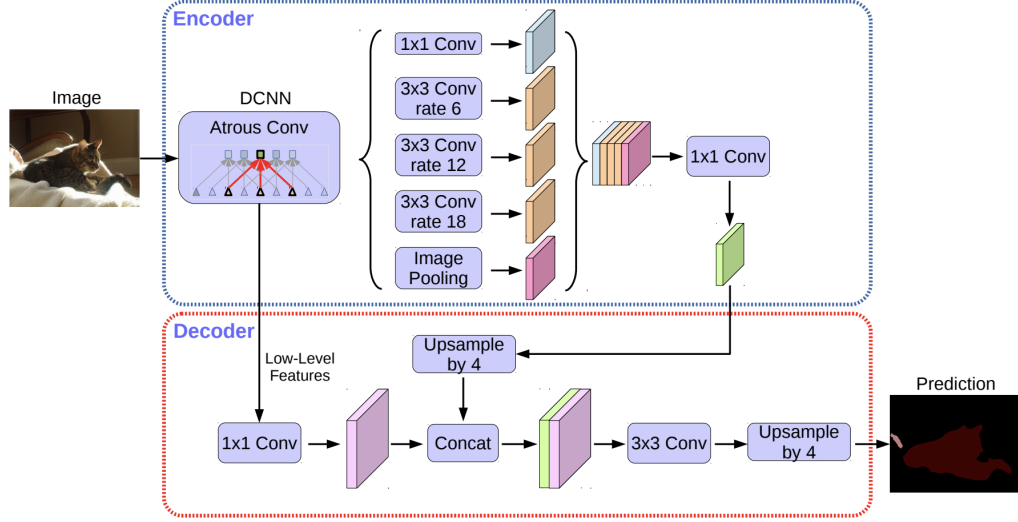 Encoder
Image
DCNN
Atrous Conv
1x1 Conv
3x3 Conv
rate 6
3x3 Conv
rate 12
3x3 Conv
rate 18
Image
Pooling
1x1 Conv
Decoder
Low-Level
Features
Upsample
by 4
1x1 Conv
Concat
3x3 Conv
Upsample
by 4
Prediction